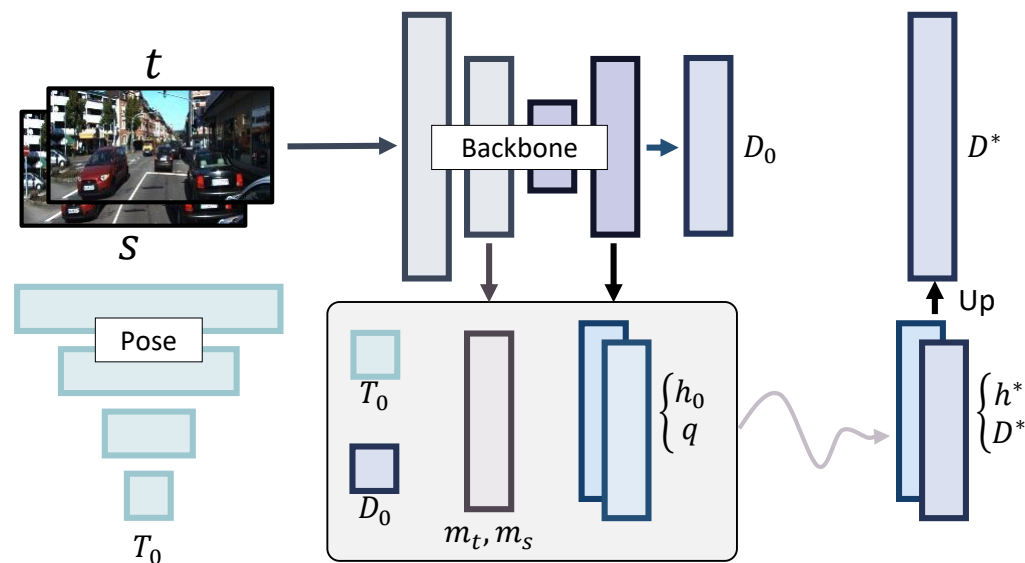 t
s
Backbone
D₀
D*
Pose
T₀
T₀
D₀
mₜ, mₛ
h₀
q
Up
h*
D*